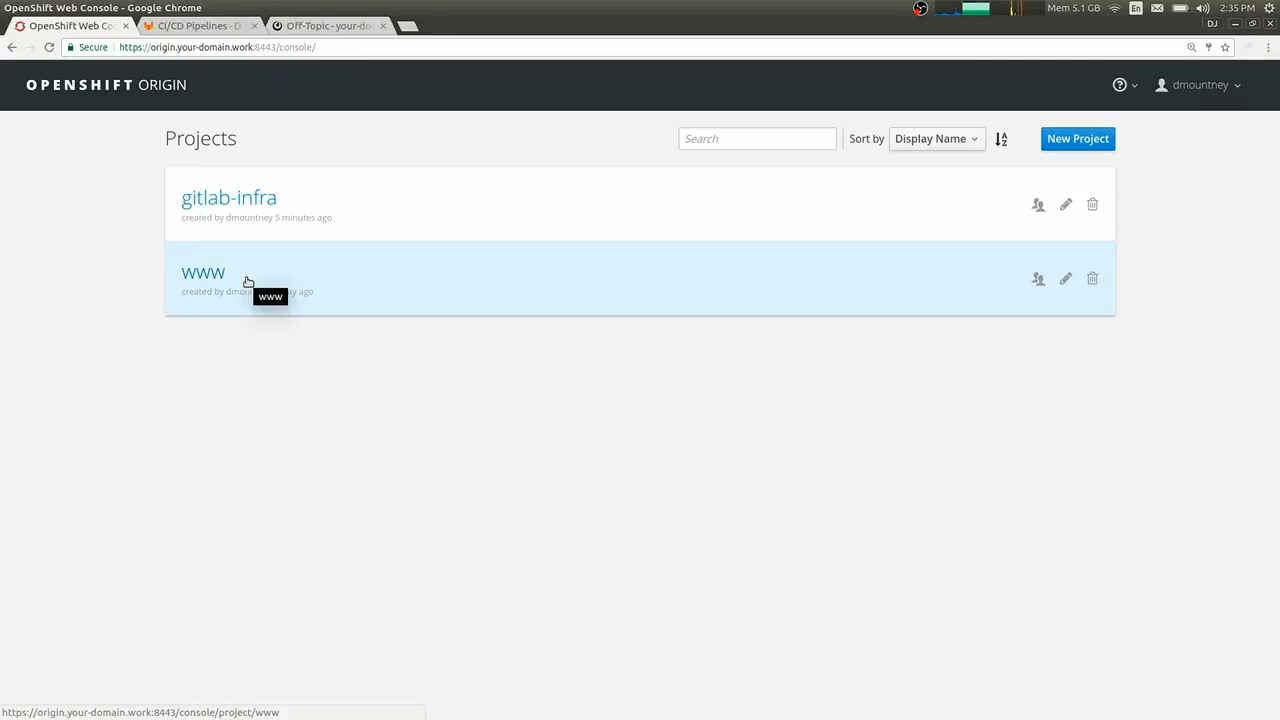 OpenShift Web Console - Google Chrome
Mem 5.1 GB En 2:35 PM
OpenShift Web Co CI/CD Pipelines - D Off-Topic - your-do DJ
Secure https://origin.your-domain.work:8443/console/
OPENSHIFT ORIGIN
dmountney
Projects
Search
Sort by
Display Name
New Project
gitlab-infra
created by dmountney 5 minutes ago
www
created by ago
www
https://origin.your-domain.work:8443/console/project/www